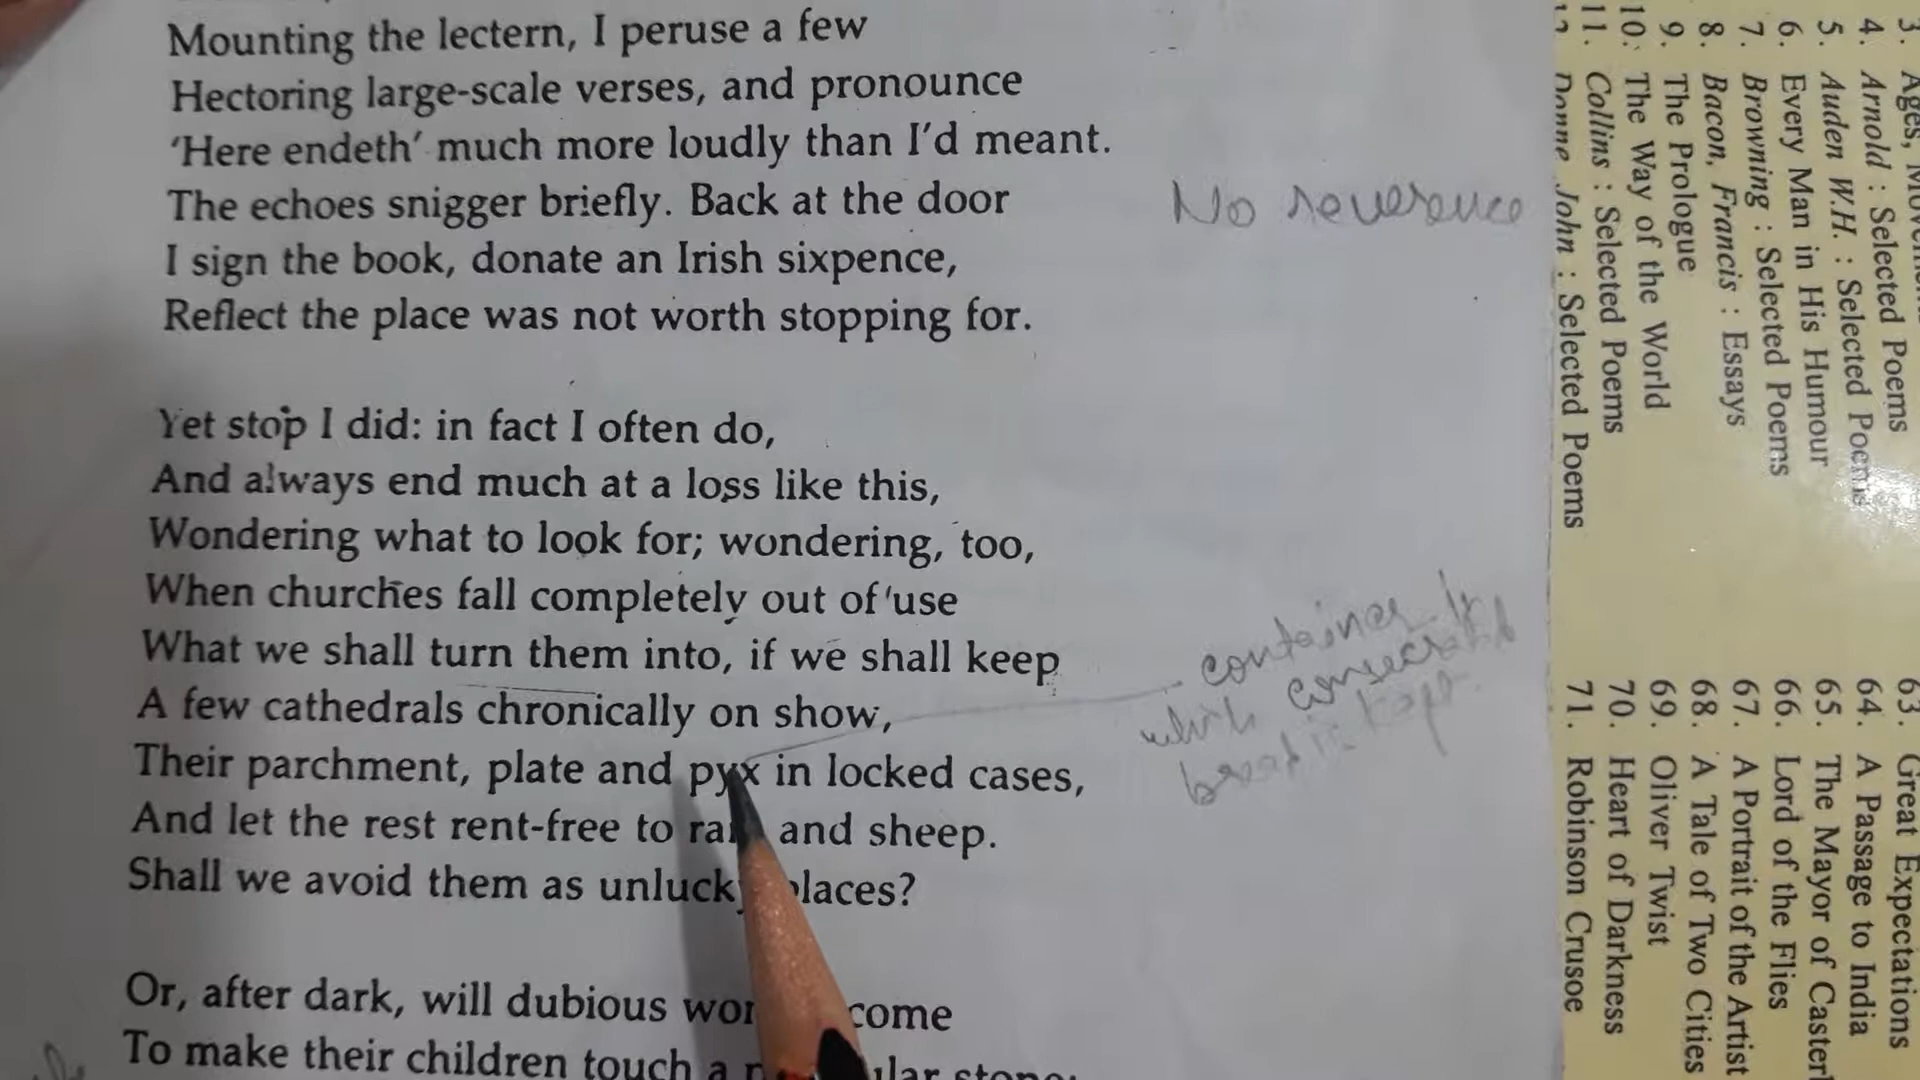 Mounting the lectern, I peruse a few
Hectoring large-scale verses, and pronounce
'Here endeth' much more loudly than I'd meant.
The echoes snigger briefly. Back at the door
I sign the book, donate an Irish sixpence,
Reflect the place was not worth stopping for.
Yet stop I did: in fact I often do,
And always end much at a loss like this,
Wondering what to look for; wondering, too,
When churches fall completely out of use
What we shall turn them into, if we shall keep
A few cathedrals chronically on show,
Their parchment, plate and pyx in locked cases,
And let the rest rent-free to and sheep.
Shall we avoid them as
Or, after dark, will dubious come
To make their children touch a
No reverence
container In
which consecrated
bread is kept.
4. Arnold : Selected Poems
5. Auden W.H. : Selected Poems
6. Every Man in His Humour
7. Browning : Selected Poems
8. Bacon, Francis : Essays
9. The Prologue
10. The Way of the World
11. Collins : Selected Poems
John : Selected Poems
63. Great Expectations
64. A Passage to India
65. The Mayor of
66. Lord of the Flies
67. A Portrait of the Artist
68. A Tale of Two Cities
69. Oliver Twist
70. Heart of Darkness
71. Robinson Crusoe